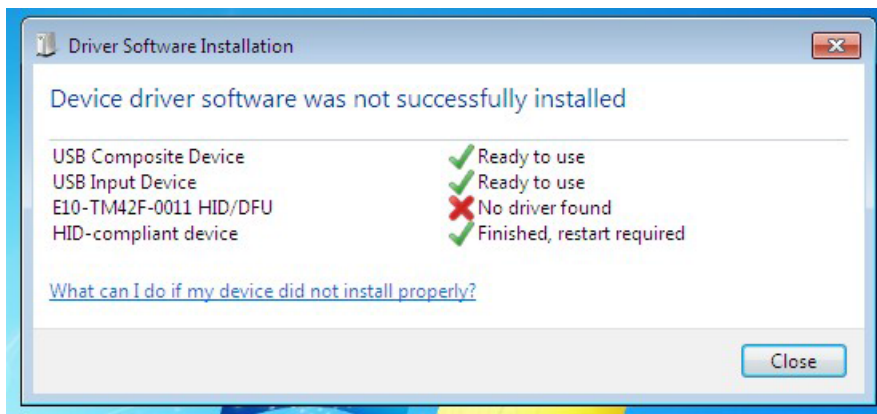 Driver Software Installation
Device driver software was not successfully installed
USB Composite Device Ready to use
USB Input Device Ready to use
E10-TM42F-0011 HID/DFU No driver found
HID-compliant device Finished, restart required
What can I do if my device did not install properly?
Close